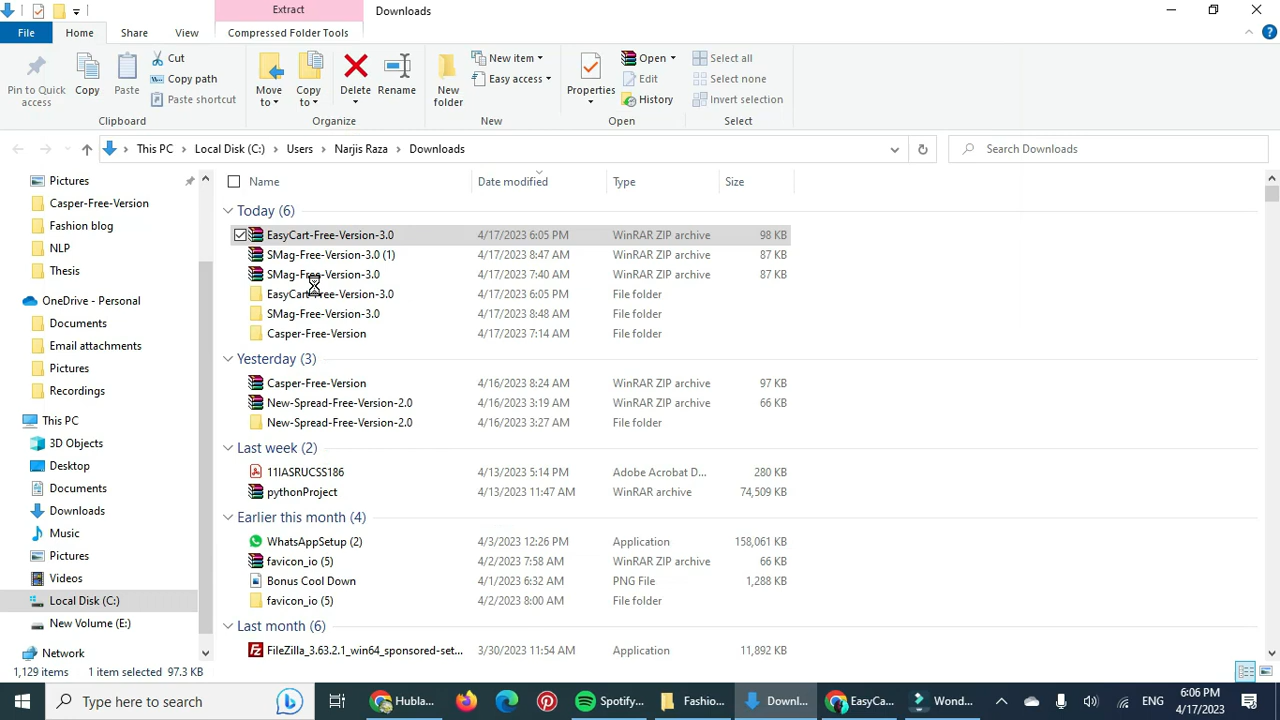 Extract
Downloads
File
Home
Share
View
Compressed Folder Tools
Pin to Quick access
Copy
Paste
Cut
Copy path
Paste shortcut
Clipboard
Move to
Copy to
Delete
Rename
Organize
New folder
New item
Easy access
New
Properties
Open
Edit
History
Open
Select all
Select none
Invert selection
Select
This PC
Local Disk (C:)
Users
Narjis Raza
Downloads
Search Downloads
Pictures
Casper-Free-Version
Fashion blog
NLP
Thesis
OneDrive - Personal
Documents
Email attachments
Pictures
Recordings
This PC
3D Objects
Desktop
Documents
Downloads
Music
Pictures
Videos
Local Disk (C:)
New Volume (E:)
Network
Name Date modified Type Size
Today (6)
EasyCart-Free-Version-3.0 4/17/2023 6:05 PM WinRAR ZIP archive 98 KB
SMag-Free-Version-3.0 (1) 4/17/2023 8:47 AM WinRAR ZIP archive 87 KB
SMag-Free-Version-3.0 4/17/2023 7:40 AM WinRAR ZIP archive 87 KB
EasyCart-Free-Version-3.0 4/17/2023 6:05 PM File folder
SMag-Free-Version-3.0 4/17/2023 8:48 AM File folder
Casper-Free-Version 4/17/2023 7:14 AM File folder
Yesterday (3)
Casper-Free-Version 4/16/2023 8:24 AM WinRAR ZIP archive 97 KB
New-Spread-Free-Version-2.0 4/16/2023 3:19 AM WinRAR ZIP archive 66 KB
New-Spread-Free-Version-2.0 4/16/2023 3:27 AM File folder
Last week (2)
11IASRUCSS186 4/13/2023 5:14 PM Adobe Acrobat D... 280 KB
pythonProject 4/13/2023 11:47 AM WinRAR archive 74,509 KB
Earlier this month (4)
WhatsAppSetup (2) 4/3/2023 12:26 PM Application 158,061 KB
favicon_io (5) 4/2/2023 7:58 AM WinRAR ZIP archive 66 KB
Bonus Cool Down 4/1/2023 6:32 AM PNG File 1,288 KB
favicon_io (5) 4/2/2023 8:00 AM File folder
Last month (6)
FileZilla_3.63.2.1_win64_sponsored-set... 3/30/2023 11:54 AM Application 11,892 KB
1,129 items 1 item selected 97.3 KB
Type here to search
Hubla...
Spotify...
Fashio...
Downl...
EasyCa...
Wond...
ENG
6:06 PM
4/17/2023